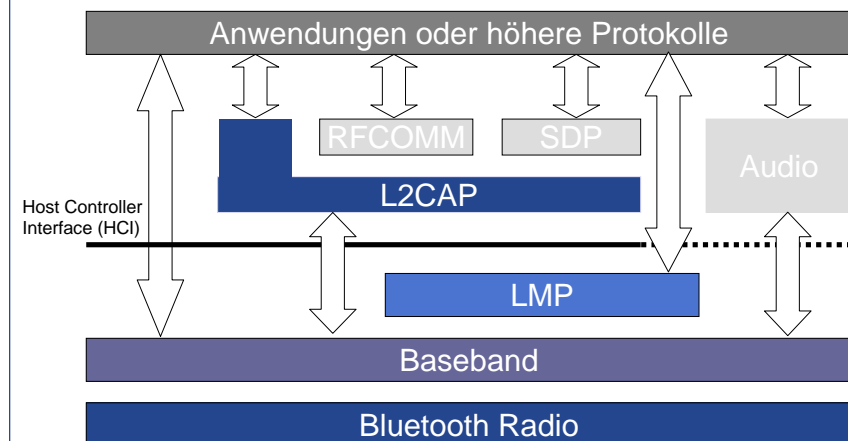 Anwendungen oder höhere Protokolle
RFCOMM
SDP
Audio
L2CAP
Host Controller
Interface (HCI)
LMP
Baseband
Bluetooth Radio